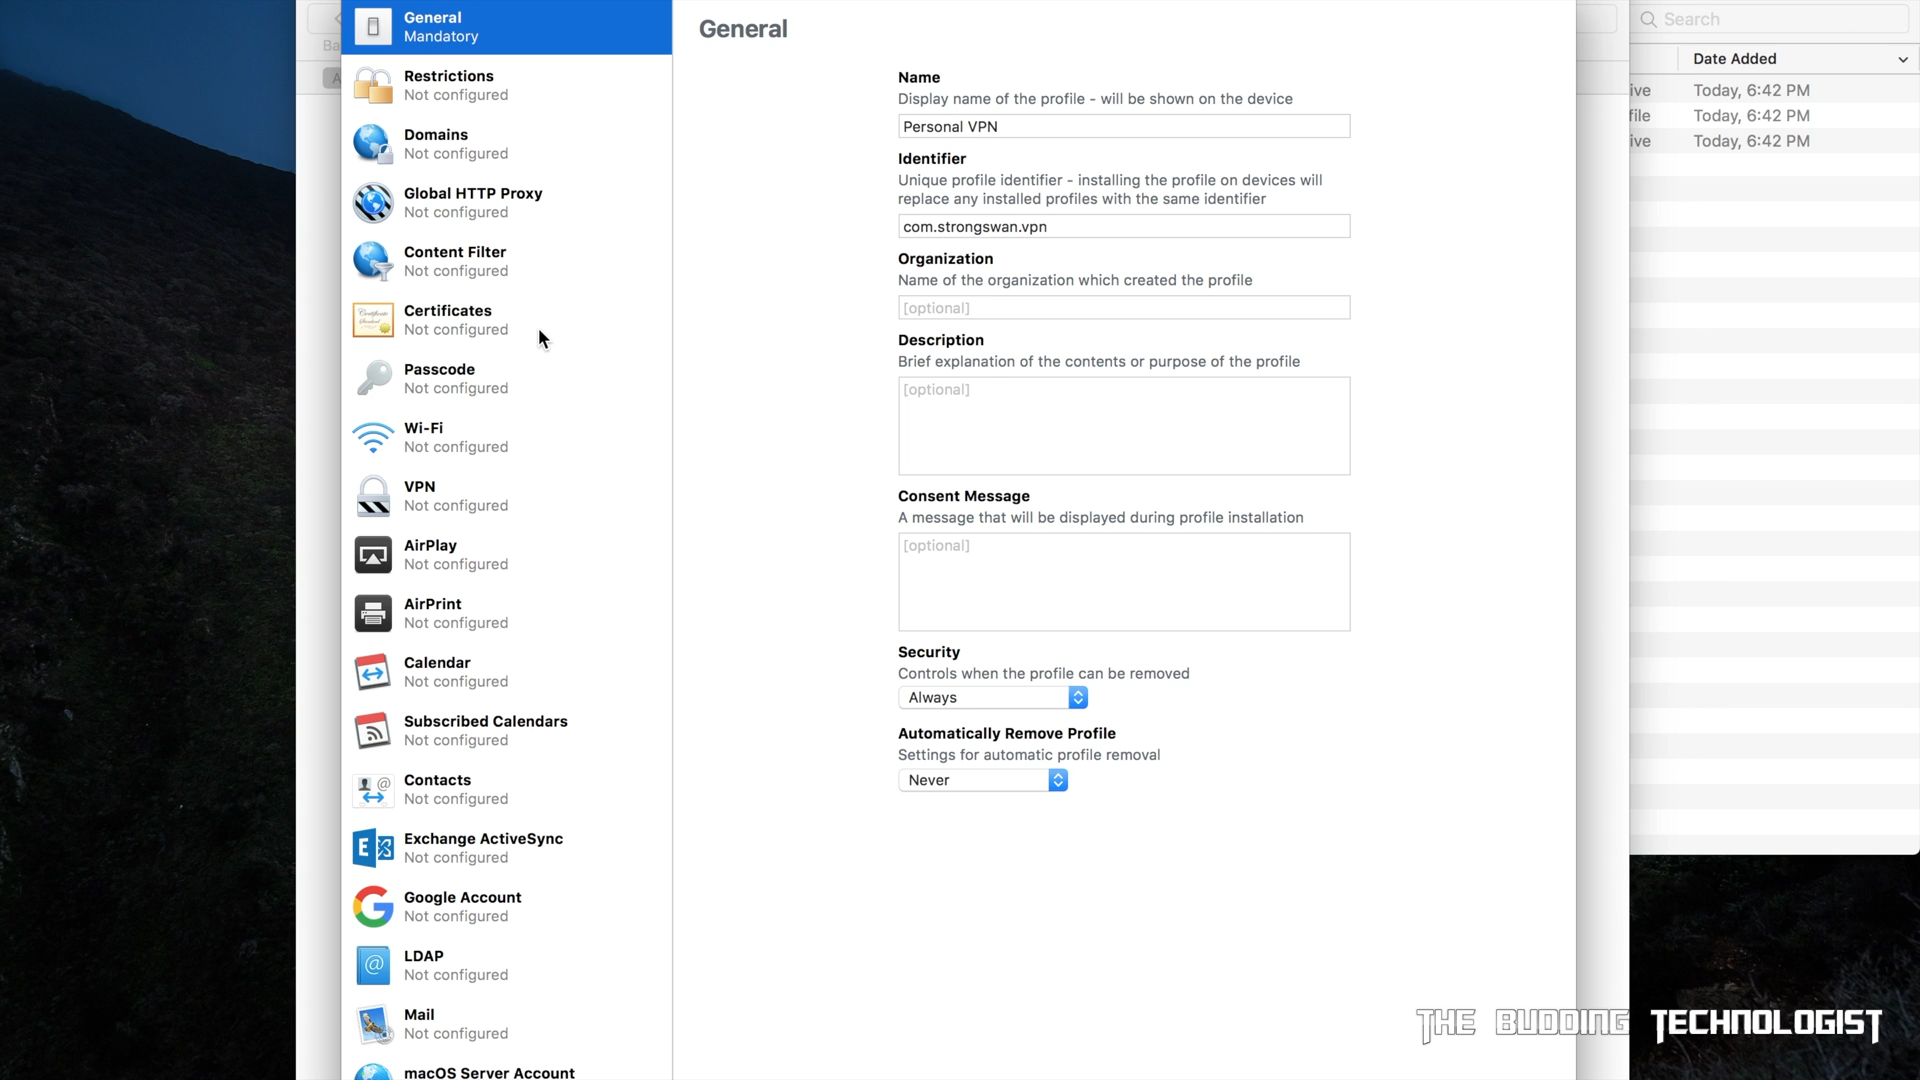 General
Mandatory
Restrictions
Not configured
Domains
Not configured
Global HTTP Proxy
Not configured
Content Filter
Not configured
Certificates
Not configured
Passcode
Not configured
Wi-Fi
Not configured
VPN
Not configured
AirPlay
Not configured
AirPrint
Not configured
Calendar
Not configured
Subscribed Calendars
Not configured
Contacts
Not configured
Exchange ActiveSync
Not configured
Google Account
Not configured
LDAP
Not configured
Mail
Not configured
macOS Server Account
General
Name
Display name of the profile - will be shown on the device
Personal VPN
Identifier
Unique profile identifier - installing the profile on devices will
replace any installed profiles with the same identifier
com.strongswan.vpn
Organization
Name of the organization which created the profile
[optional]
Description
Brief explanation of the contents or purpose of the profile
[optional]
Consent Message
A message that will be displayed during profile installation
[optional]
Security
Controls when the profile can be removed
Always
Automatically Remove Profile
Settings for automatic profile removal
Never
Search
Date Added
ive Today, 6:42 PM
file Today, 6:42 PM
ive Today, 6:42 PM
THE BUDDING TECHNOLOGIST